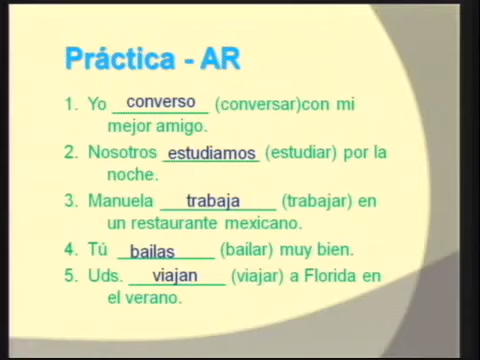 Práctica - AR
1. Yo converso (conversar)con mi
mejor amigo.
2. Nosotros estudiamos (estudiar) por la
noche.
3. Manuela trabaja (trabajar) en
un restaurante mexicano.
4. Tú bailas (bailar) muy bien.
5. Uds. viajan (viajar) a Florida en
el verano.